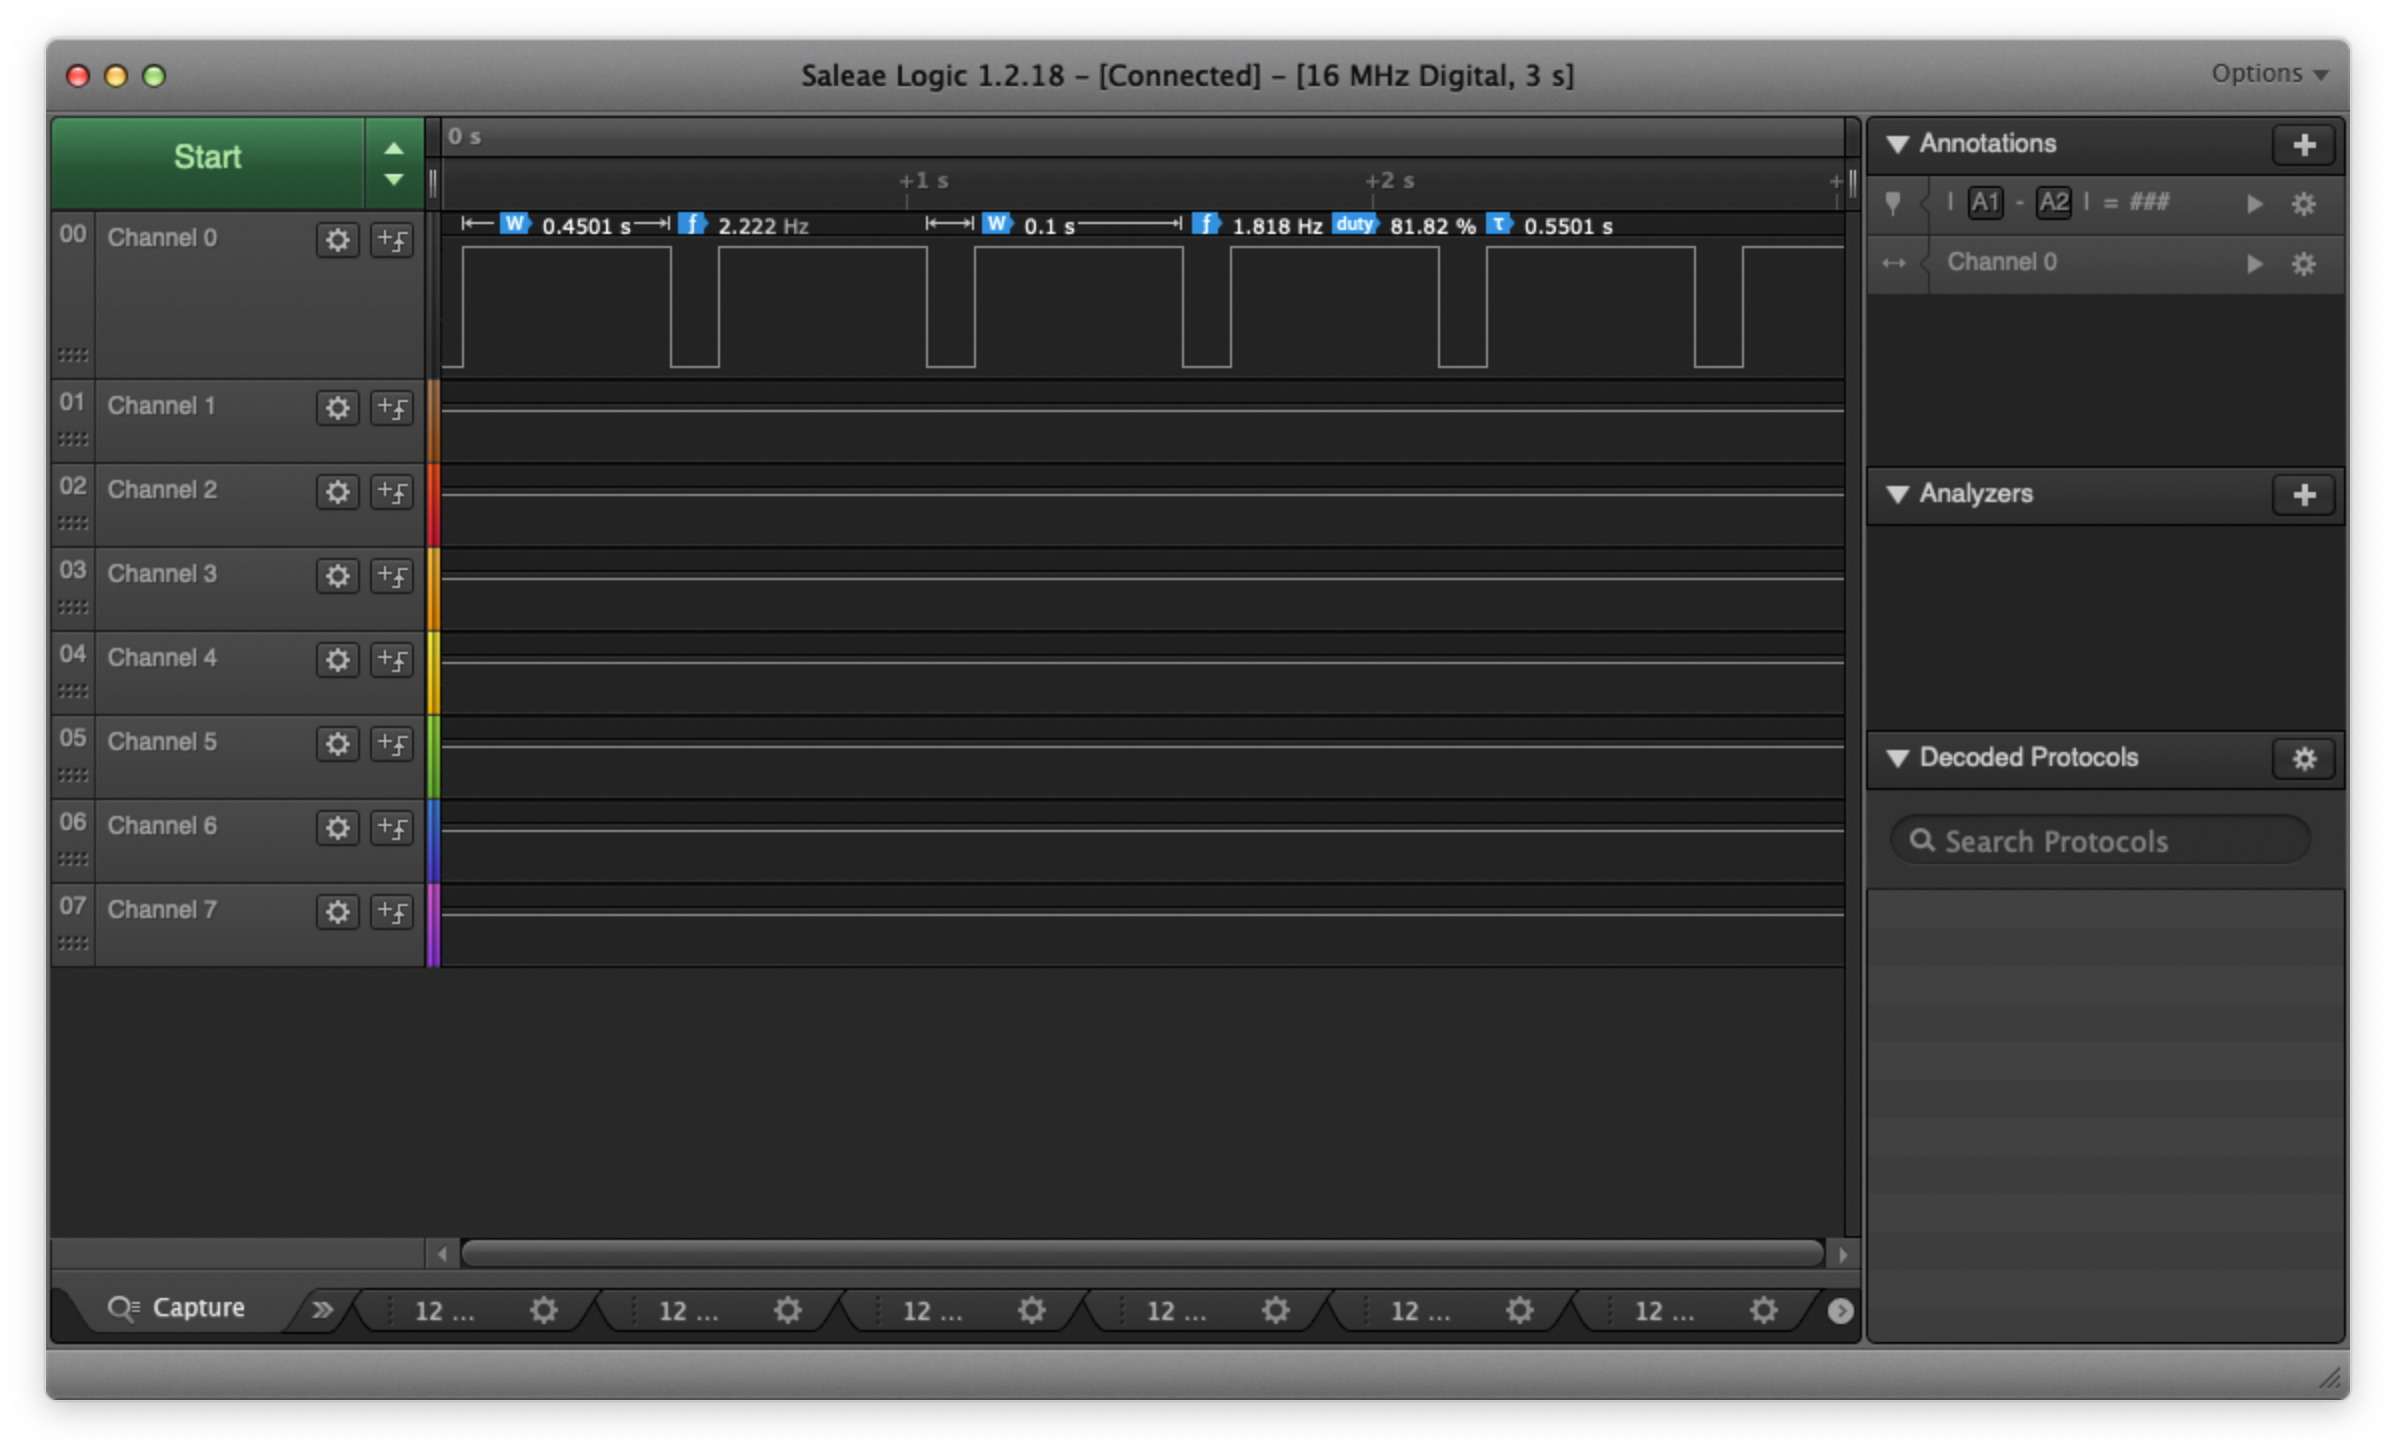 Saleae Logic 1.2.18 – [Connected] – [16 MHz Digital, 3 s]
Options
Start
0 s
+1 s +2 s +
W 0.4501 s f 2.222 Hz W 0.1 s f 1.818 Hz duty 81.82 % T 0.5501 s
00 Channel 0
01 Channel 1
02 Channel 2
03 Channel 3
04 Channel 4
05 Channel 5
06 Channel 6
07 Channel 7
Annotations
| A1 - A2 | = ###
Channel 0
Analyzers
Decoded Protocols
Search Protocols
Capture
12 ... 12 ... 12 ... 12 ... 12 ... 12 ...